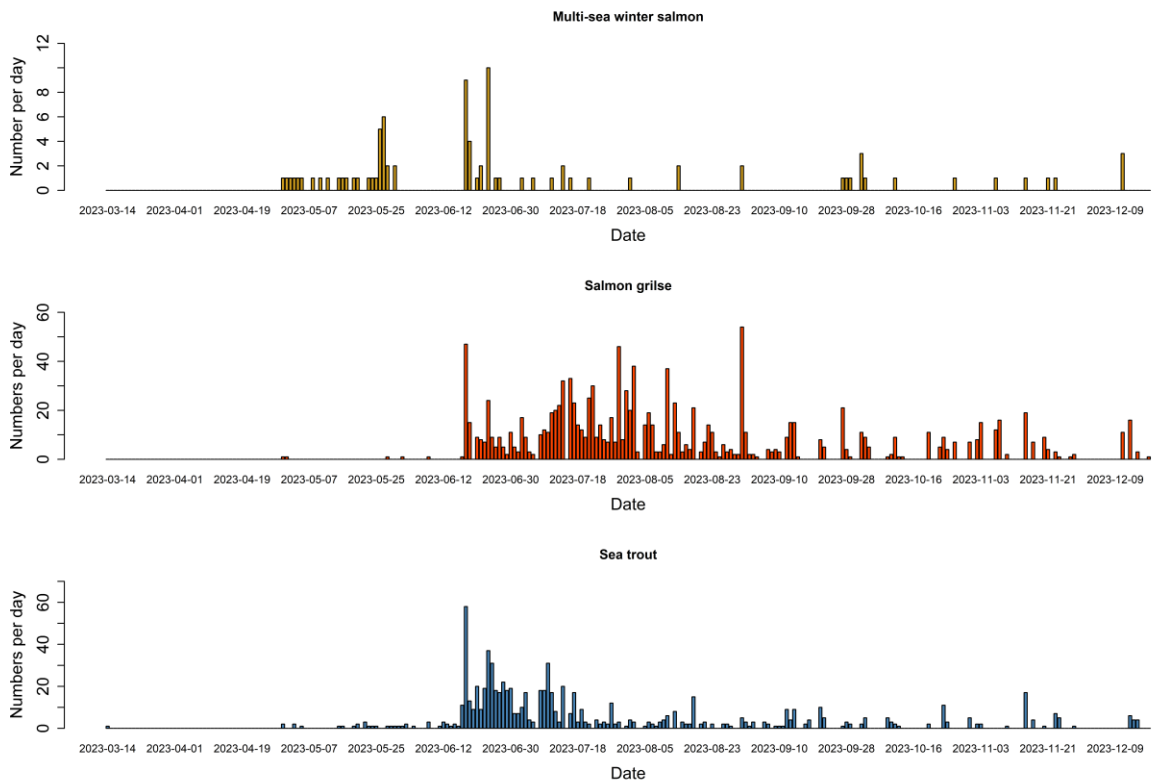 Multi-sea winter salmon
Number per day
12
8
6
4
2
0
2023-03-14 2023-04-01 2023-04-19 2023-05-07 2023-05-25 2023-06-12 2023-06-30 2023-07-18 2023-08-05 2023-08-23 2023-09-10 2023-09-28 2023-10-16 2023-11-03 2023-11-21 2023-12-09
Date
Salmon grilse
Numbers per day
60
40
20
0
2023-03-14 2023-04-01 2023-04-19 2023-05-07 2023-05-25 2023-06-12 2023-06-30 2023-07-18 2023-08-05 2023-08-23 2023-09-10 2023-09-28 2023-10-16 2023-11-03 2023-11-21 2023-12-09
Date
Sea trout
Numbers per day
60
40
20
0
2023-03-14 2023-04-01 2023-04-19 2023-05-07 2023-05-25 2023-06-12 2023-06-30 2023-07-18 2023-08-05 2023-08-23 2023-09-10 2023-09-28 2023-10-16 2023-11-03 2023-11-21 2023-12-09
Date